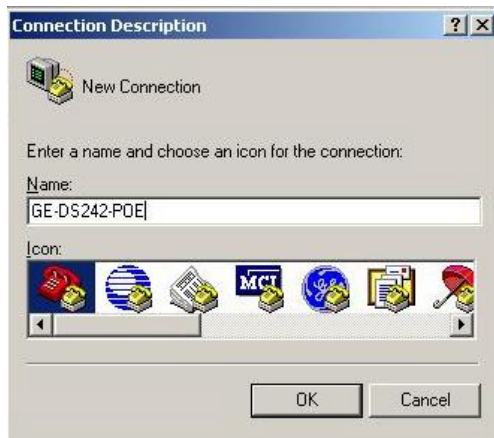 Connection Description
New Connection
Enter a name and choose an icon for the connection:
Name:
GE-DS242-POE
Icon:
MCI
OK
Cancel